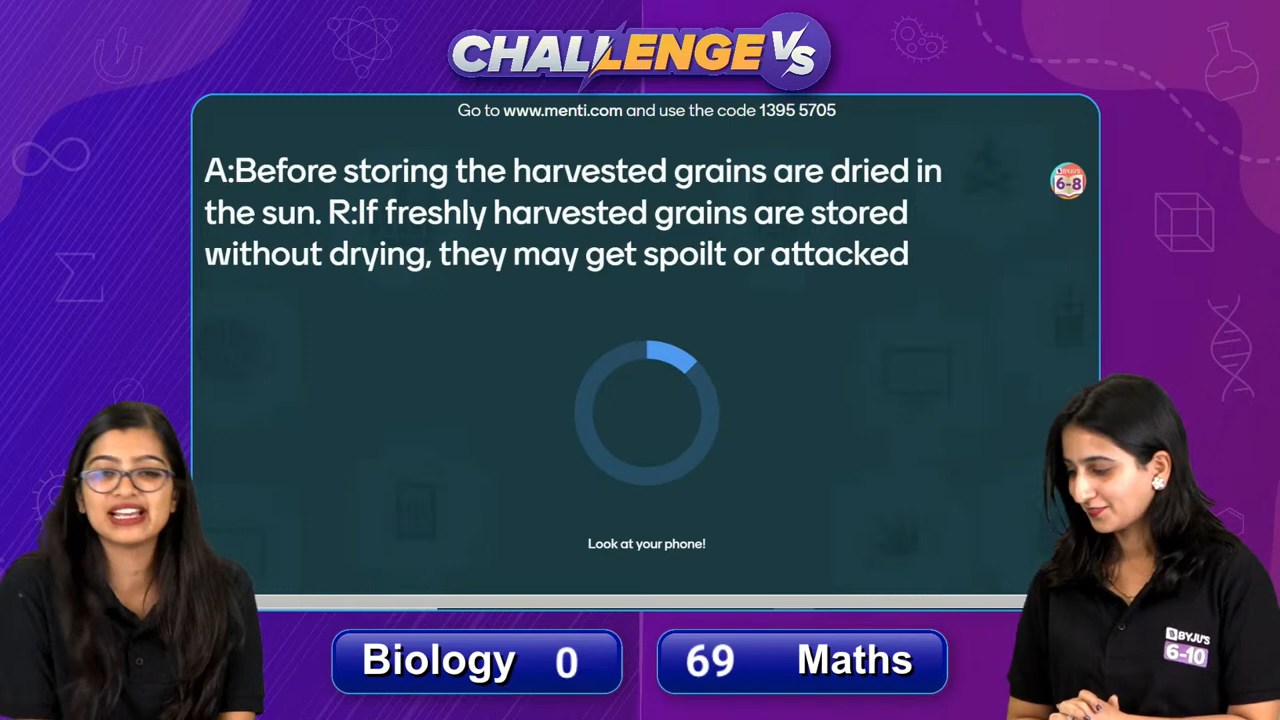 CHALLENGE VS
Go to www.menti.com and use the code 1395 5705
A:Before storing the harvested grains are dried in
the sun. R:If freshly harvested grains are stored
without drying, they may get spoilt or attacked
BYJU'S
6-8
Look at your phone!
BYJU'S
6-10
Biology 0
69 Maths